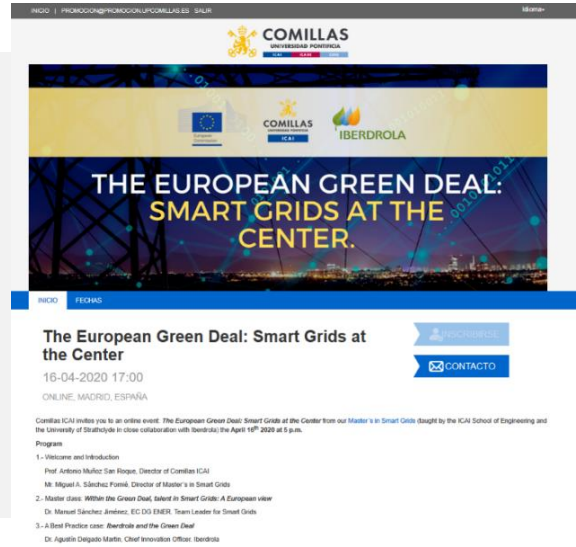 INICIO | PROMOCION@PROMOCION.UPCOMILLAS.ES SALIR Idioma
COMILLAS
UNIVERSIDAD PONTIFICIA
ICAI ICADE CIHS
European
Commission
COMILLAS
UNIVERSIDAD PONTIFICIA
ICAI
IBERDROLA
THE EUROPEAN GREEN DEAL:
SMART GRIDS AT THE
CENTER.
INICIO FECHAS
The European Green Deal: Smart Grids at
the Center
INSCRIBIRSE
CONTACTO
16-04-2020 17:00
ONLINE, MADRID, ESPAÑA
Comillas ICAI invites you to an online event: The European Green Deal: Smart Grids at the Center from our Master's in Smart Grids (taught by the ICAI School of Engineering and
the University of Strathclyde in close collaboration with Iberdrola) the April 16th 2020 at 5 p.m.
Program
1.- Welcome and Introduction
Prof. Antonio Muñoz San Roque, Director of Comillas ICAI
Mr. Miguel A. Sánchez Fornié, Director of Master's in Smart Grids
2.- Master class: Within the Green Deal, talent in Smart Grids: A European view
Dr. Manuel Sánchez Jiménez, EC DG ENER, Team Leader for Smart Grids
3.- A Best Practice case: Iberdrola and the Green Deal
Dr. Agustín Delgado Martín, Chief Innovation Officer, Iberdrola